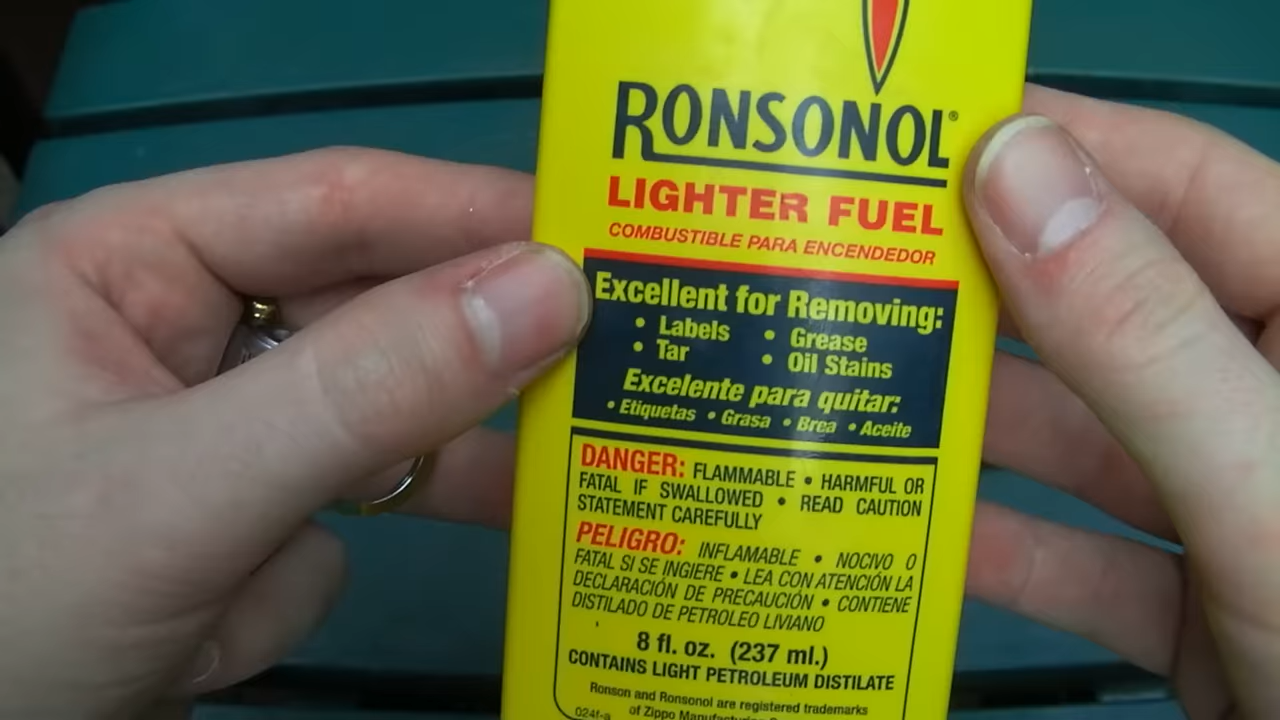 RONSONOL®
LIGHTER FUEL
COMBUSTIBLE PARA ENCENDEDOR
Excellent for Removing:
• Labels • Grease
• Tar • Oil Stains
Excelente para quitar:
• Etiquetas • Grasa • Brea • Aceite
DANGER: FLAMMABLE • HARMFUL OR
FATAL IF SWALLOWED • READ CAUTION
STATEMENT CAREFULLY
PELIGRO: INFLAMABLE • NOCIVO O
FATAL SI SE INGIERE • LEA CON ATENCIÓN LA
DECLARACIÓN DE PRECAUCIÓN • CONTIENE
DISTILADO DE PETROLEO LIVIANO
8 fl. oz. (237 ml.)
CONTAINS LIGHT PETROLEUM DISTILATE
Ronson and Ronsonol are registered trademarks
024f-a of Zippo